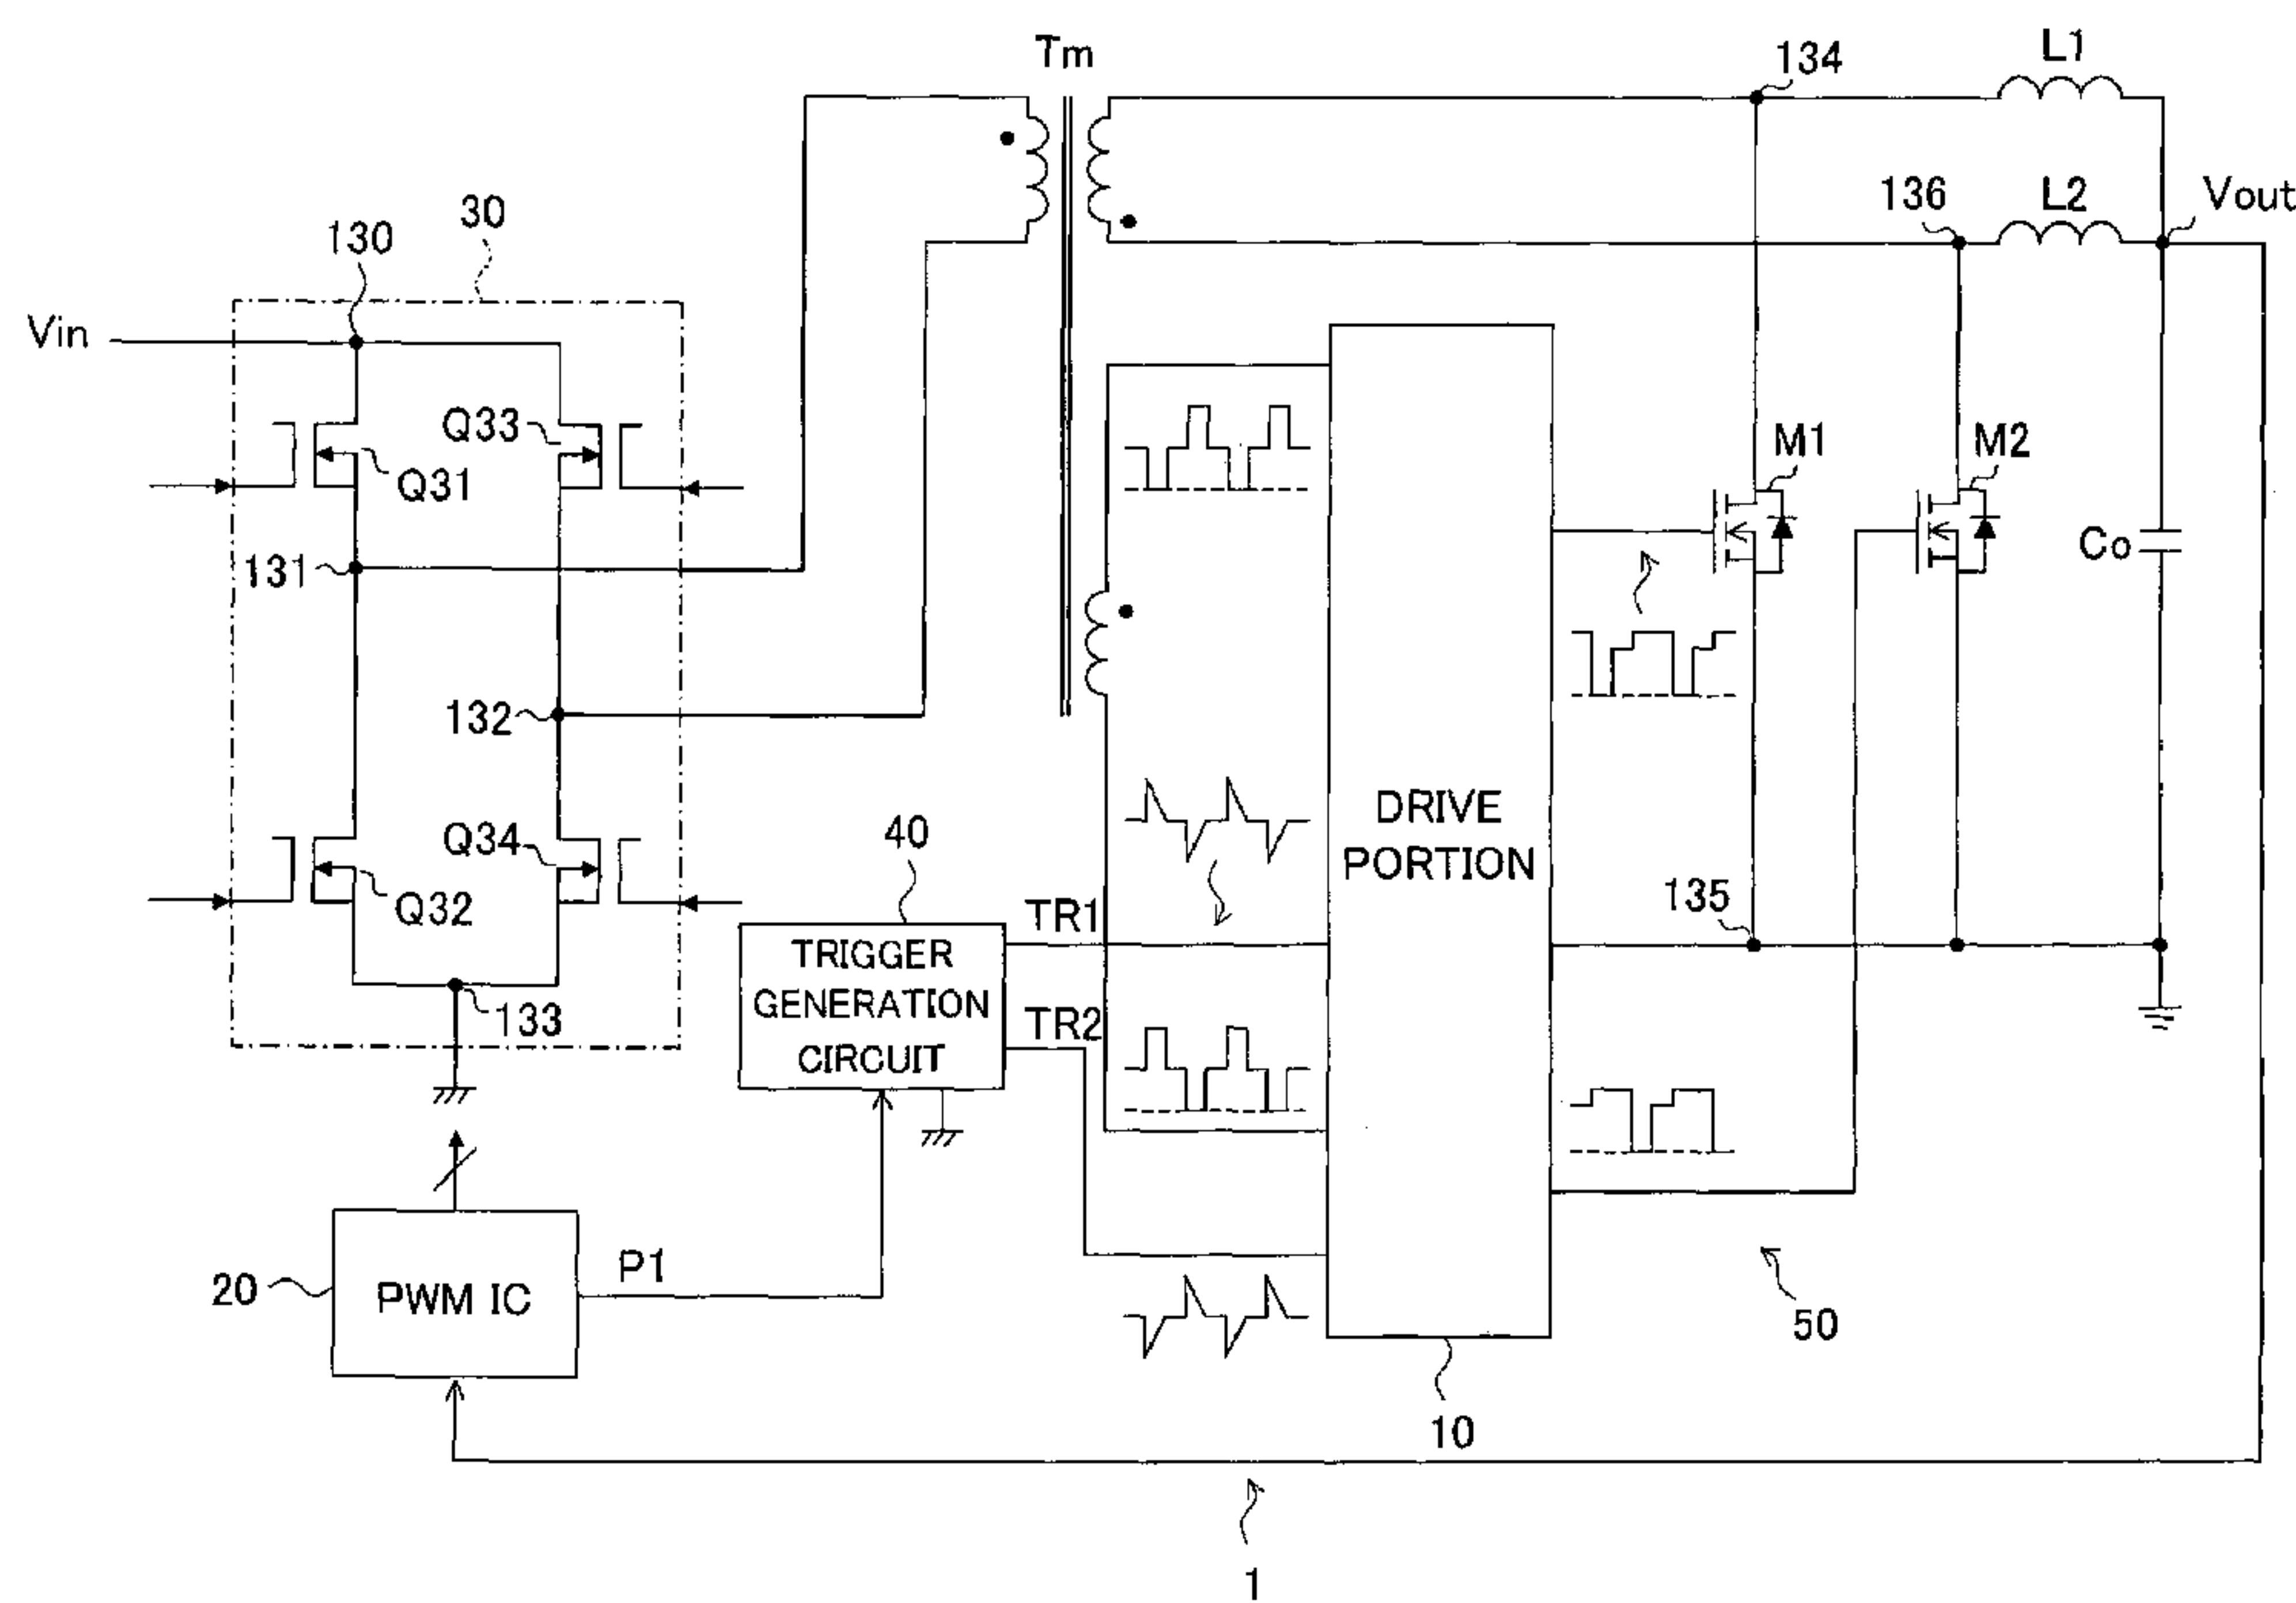 Tm
134
L1
136
L2
Vout
30
130
Vin
Q33
Q31
M1
M2
Co
131
132
DRIVE
PORTION
Q34
40
Q32
TR1
135
TRIGGER
GENERATION
CIRCUIT
133
TR2
P1
20
PWM IC
50
10
1